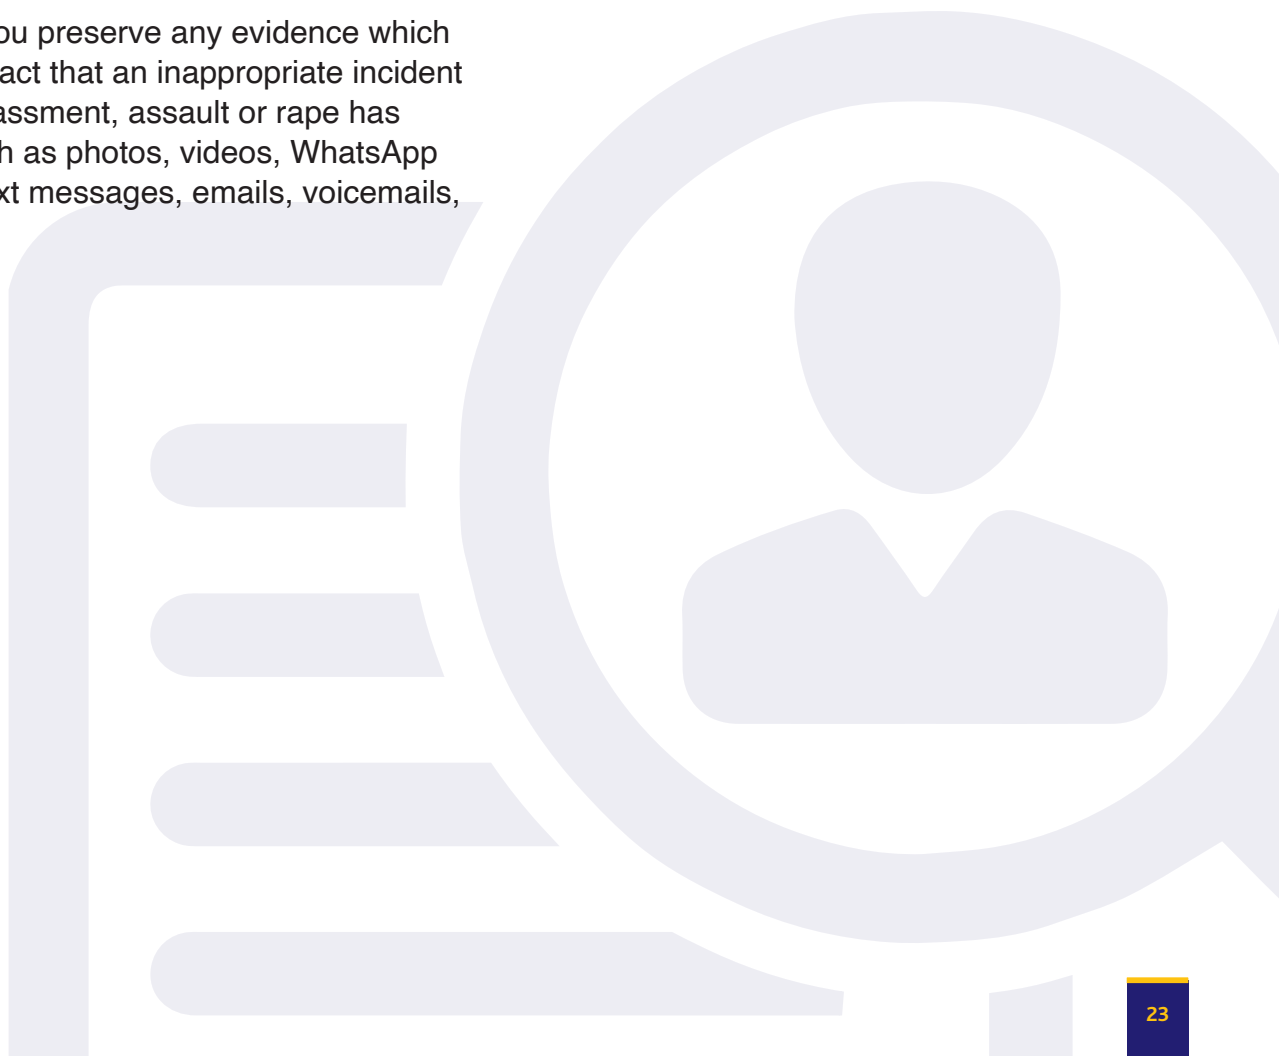 ou preserve any evidence which
act that an inappropriate incident
assment, assault or rape has
h as photos, videos, WhatsApp
xt messages, emails, voicemails,
23